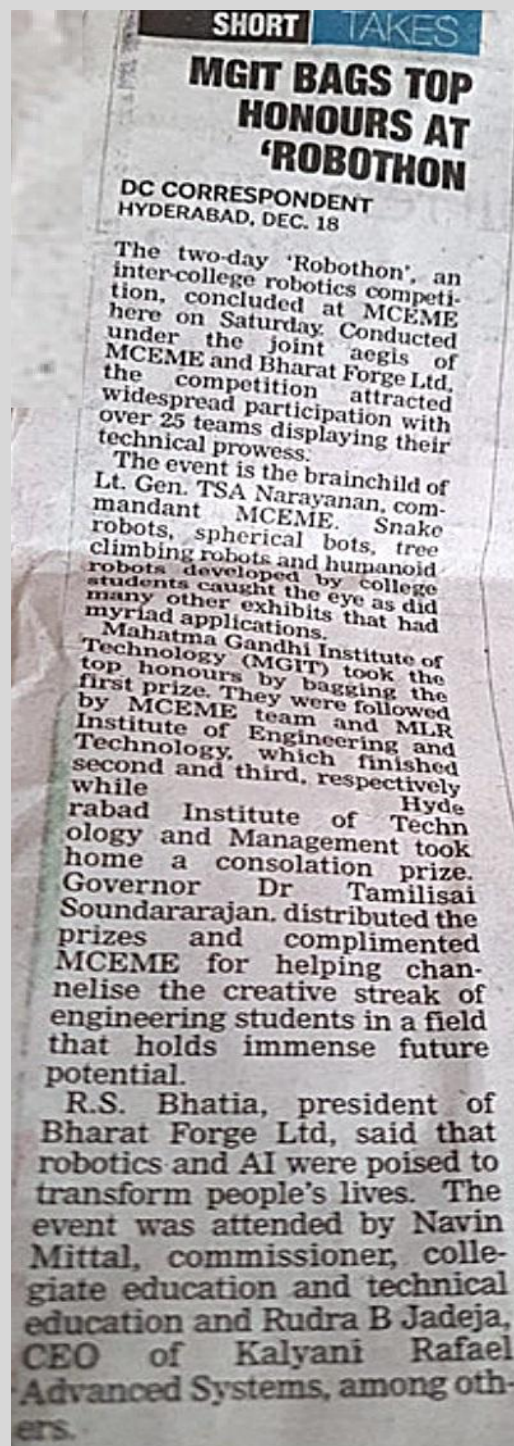 SHORT TAKES
MGIT BAGS TOP
HONOURS AT
‘ROBOTHON
DC CORRESPONDENT
HYDERABAD, DEC. 18
The two-day ‘Robothon’, an
inter-college robotics competi-
tion, concluded at MCEME
here on Saturday. Conducted
under the joint aegis of
MCEME and Bharat Forge Ltd,
the competition attracted
widespread participation with
over 25 teams displaying their
technical prowess.
The event is the brainchild of
Lt. Gen. TSA Narayanan, com-
mandant MCEME. Snake
robots, spherical bots, tree
climbing robots and humanoid
robots developed by college
students caught the eye as did
many other exhibits that had
myriad applications.
Mahatma Gandhi Institute of
Technology (MGIT) took the
top honours by bagging the
first prize. They were followed
by MCEME team and MLR
Institute of Engineering and
Technology, which finished
second and third, respectively
while Hyde
rabad Institute of Techn
ology and Management took
home a consolation prize.
Governor Dr Tamilisai
Soundararajan. distributed the
prizes and complimented
MCEME for helping chan-
nelise the creative streak of
engineering students in a field
that holds immense future
potential.
R.S. Bhatia, president of
Bharat Forge Ltd, said that
robotics and AI were poised to
transform people’s lives. The
event was attended by Navin
Mittal, commissioner, colle-
giate education and technical
education and Rudra B Jadeja,
CEO of Kalyani Rafael
Advanced Systems, among oth-
ers.